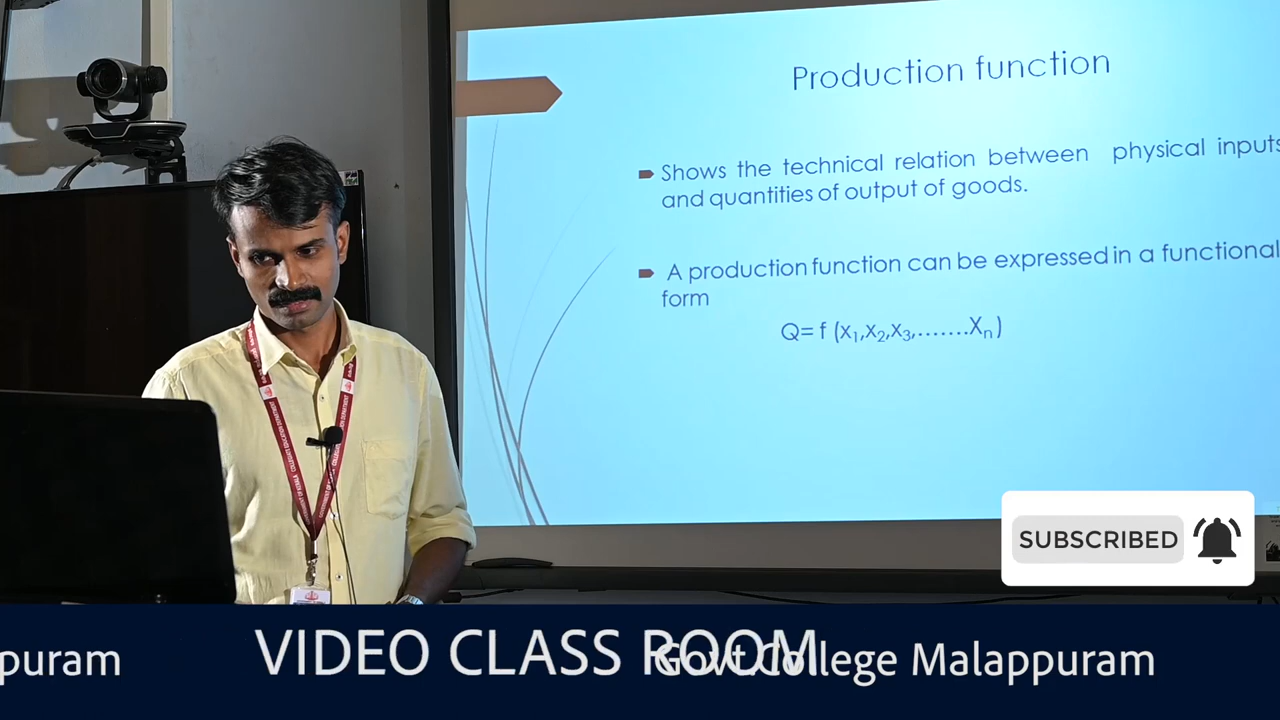 Production function
Shows the technical relation between physical inputs
and quantities of output of goods.
A production function can be expressed in a functional
form
Q= f (x₁,x₂,x₃,.......Xₙ)
SUBSCRIBED
ppuram
VIDEO CLASS ROOM
Govt.College Malappuram